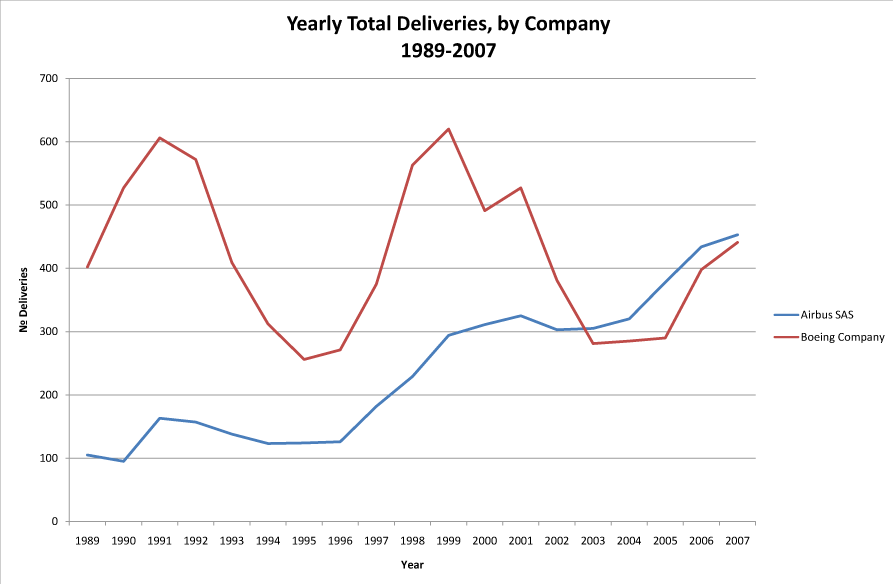 Yearly Total Deliveries, by Company
1989-2007
700
600
500
400
300
200
100
0
№ Deliveries
1989 1990 1991 1992 1993 1994 1995 1996 1997 1998 1999 2000 2001 2002 2003 2004 2005 2006 2007
Year
Airbus SAS
Boeing Company